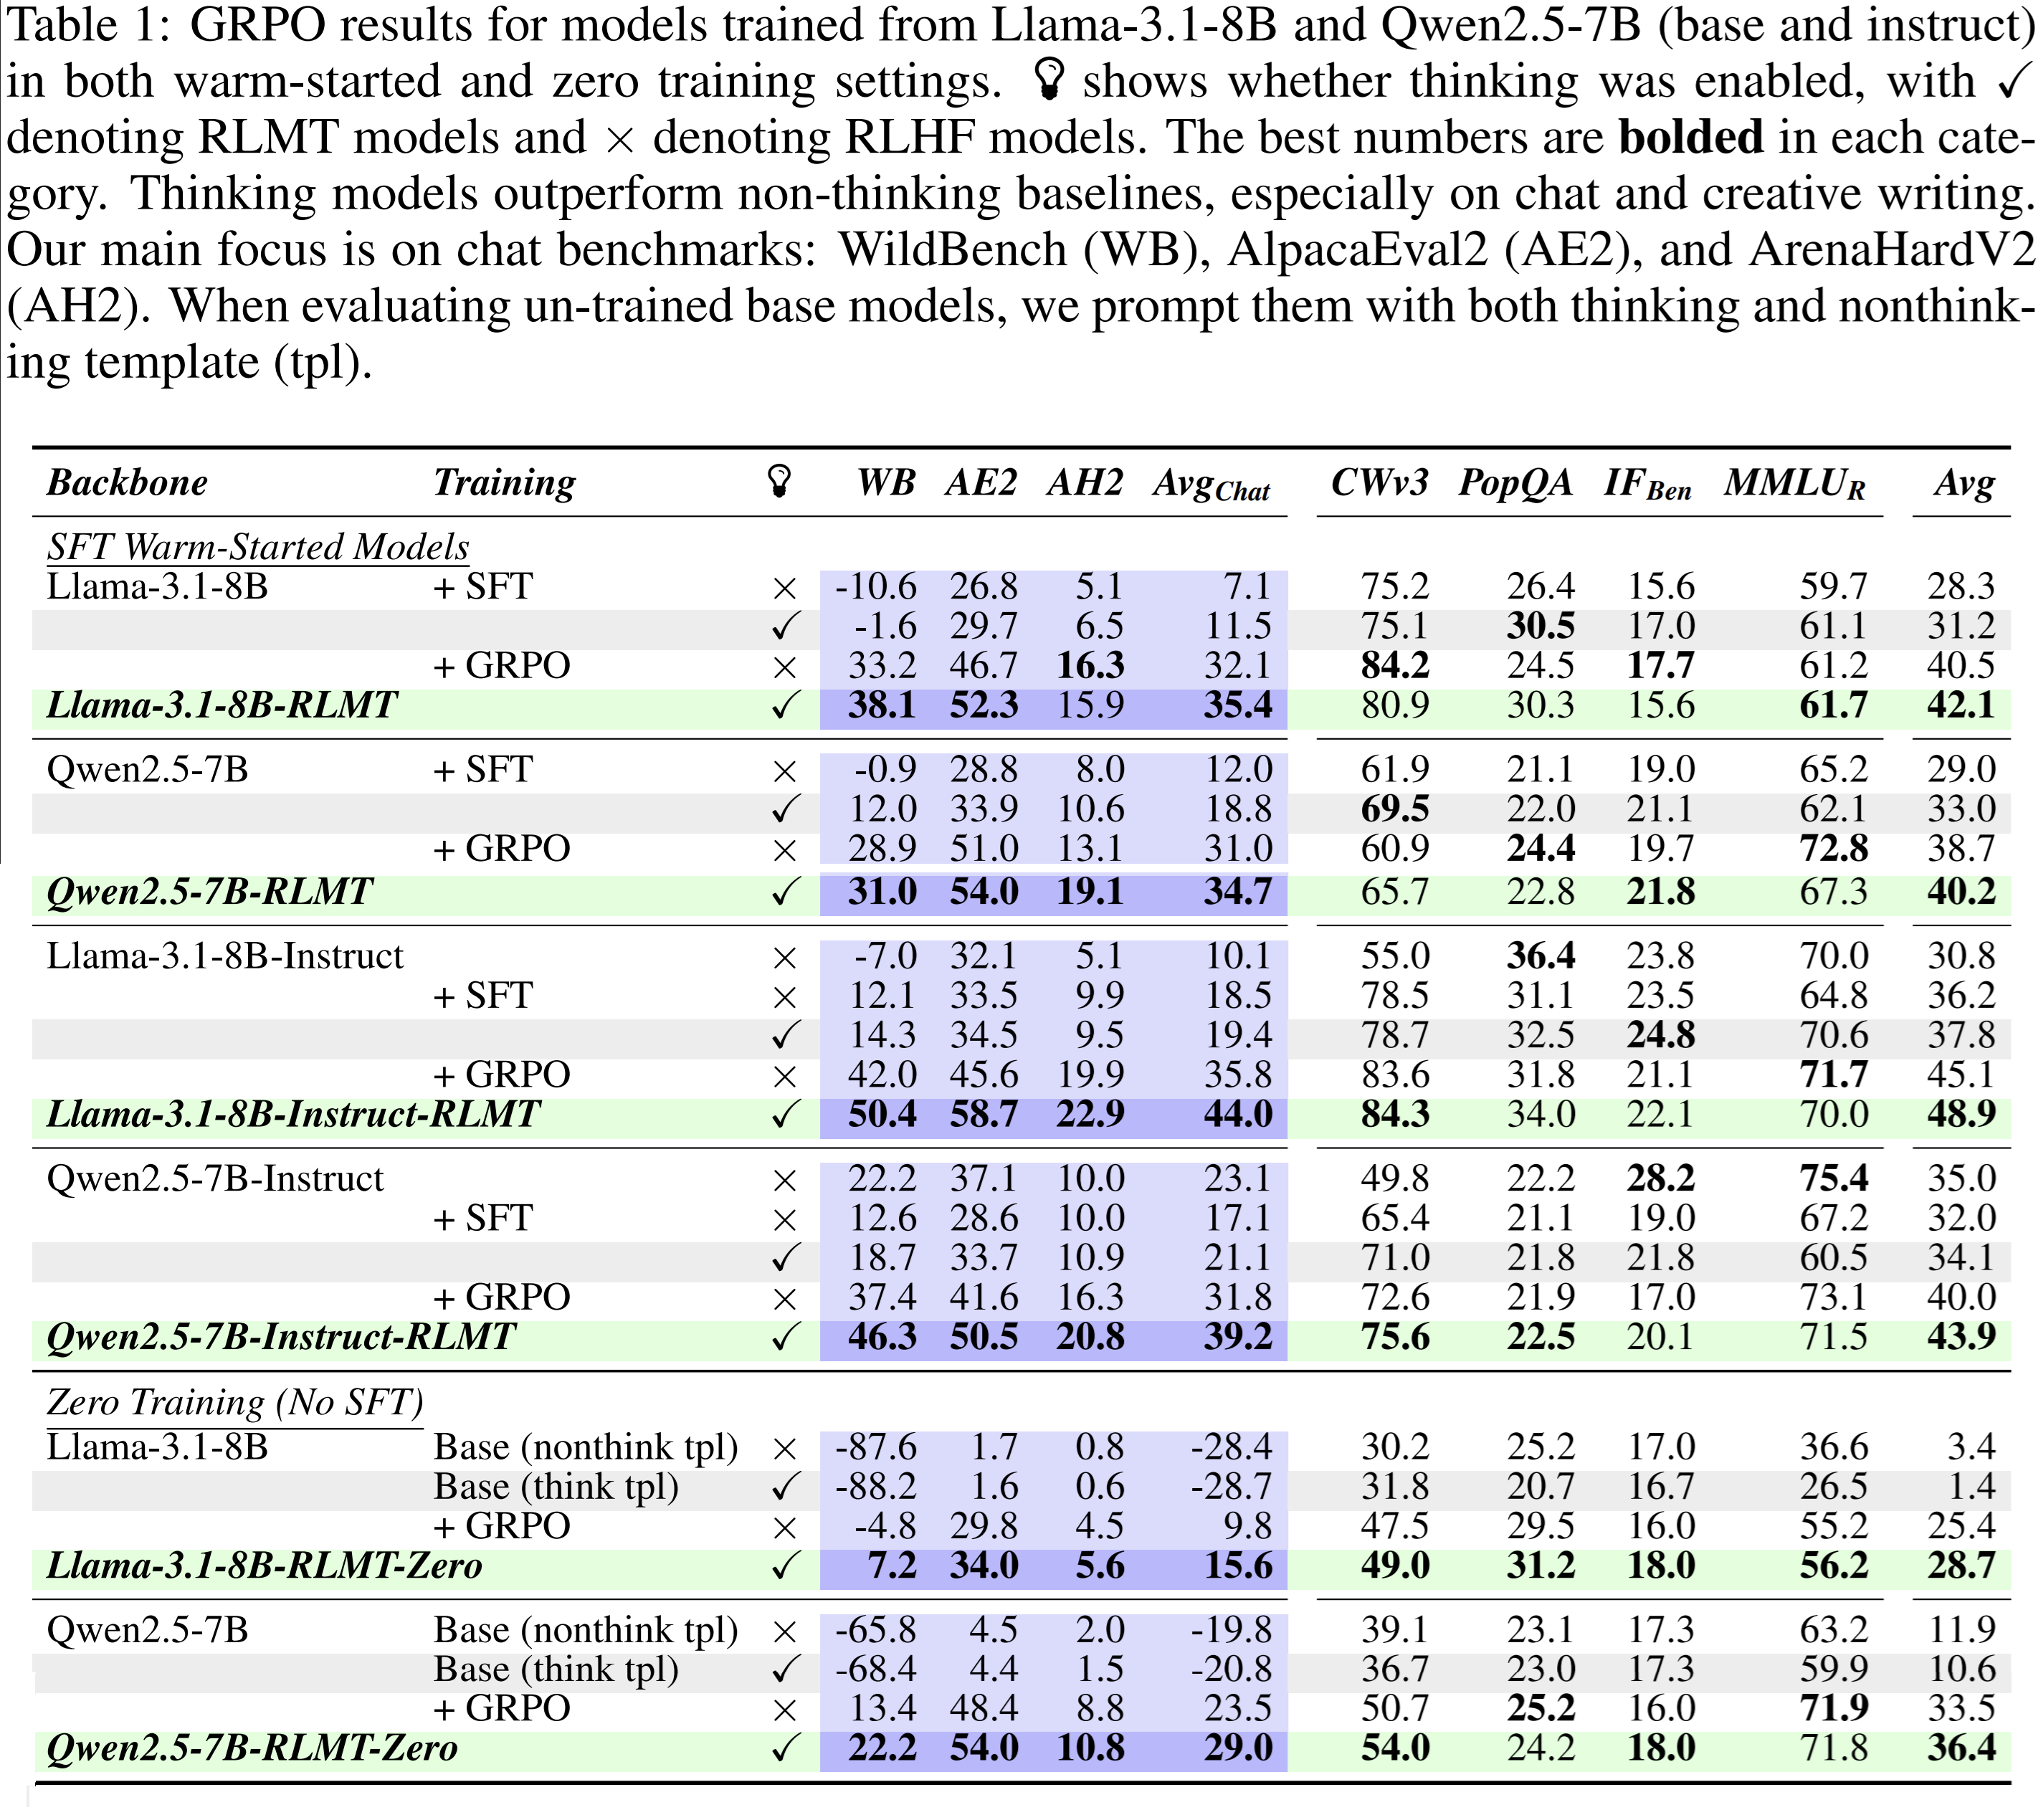 Table 1: GRPO results for models trained from Llama-3.1-8B and Qwen2.5-7B (base and instruct)
in both warm-started and zero training settings. 💡 shows whether thinking was enabled, with ✓
denoting RLMT models and × denoting RLHF models. The best numbers are bolded in each cate-
gory. Thinking models outperform non-thinking baselines, especially on chat and creative writing.
Our main focus is on chat benchmarks: WildBench (WB), AlpacaEval2 (AE2), and ArenaHardV2
(AH2). When evaluating un-trained base models, we prompt them with both thinking and nonthink-
ing template (tpl).
Backbone Training 💡 WB AE2 AH2 AvgChat CWv3 PopQA IFBen MMLUR Avg
SFT Warm-Started Models
Llama-3.1-8B + SFT × -10.6 26.8 5.1 7.1 75.2 26.4 15.6 59.7 28.3
✓ -1.6 29.7 6.5 11.5 75.1 30.5 17.0 61.1 31.2
+ GRPO × 33.2 46.7 16.3 32.1 84.2 24.5 17.7 61.2 40.5
Llama-3.1-8B-RLMT ✓ 38.1 52.3 15.9 35.4 80.9 30.3 15.6 61.7 42.1
Qwen2.5-7B + SFT × -0.9 28.8 8.0 12.0 61.9 21.1 19.0 65.2 29.0
✓ 12.0 33.9 10.6 18.8 69.5 22.0 21.1 62.1 33.0
+ GRPO × 28.9 51.0 13.1 31.0 60.9 24.4 19.7 72.8 38.7
Qwen2.5-7B-RLMT ✓ 31.0 54.0 19.1 34.7 65.7 22.8 21.8 67.3 40.2
Llama-3.1-8B-Instruct × -7.0 32.1 5.1 10.1 55.0 36.4 23.8 70.0 30.8
+ SFT × 12.1 33.5 9.9 18.5 78.5 31.1 23.5 64.8 36.2
✓ 14.3 34.5 9.5 19.4 78.7 32.5 24.8 70.6 37.8
+ GRPO × 42.0 45.6 19.9 35.8 83.6 31.8 21.1 71.7 45.1
Llama-3.1-8B-Instruct-RLMT ✓ 50.4 58.7 22.9 44.0 84.3 34.0 22.1 70.0 48.9
Qwen2.5-7B-Instruct × 22.2 37.1 10.0 23.1 49.8 22.2 28.2 75.4 35.0
+ SFT × 12.6 28.6 10.0 17.1 65.4 21.1 19.0 67.2 32.0
✓ 18.7 33.7 10.9 21.1 71.0 21.8 21.8 60.5 34.1
+ GRPO × 37.4 41.6 16.3 31.8 72.6 21.9 17.0 73.1 40.0
Qwen2.5-7B-Instruct-RLMT ✓ 46.3 50.5 20.8 39.2 75.6 22.5 20.1 71.5 43.9
Zero Training (No SFT)
Llama-3.1-8B Base (nonthink tpl) × -87.6 1.7 0.8 -28.4 30.2 25.2 17.0 36.6 3.4
Base (think tpl) ✓ -88.2 1.6 0.6 -28.7 31.8 20.7 16.7 26.5 1.4
+ GRPO × -4.8 29.8 4.5 9.8 47.5 29.5 16.0 55.2 25.4
Llama-3.1-8B-RLMT-Zero ✓ 7.2 34.0 5.6 15.6 49.0 31.2 18.0 56.2 28.7
Qwen2.5-7B Base (nonthink tpl) × -65.8 4.5 2.0 -19.8 39.1 23.1 17.3 63.2 11.9
Base (think tpl) ✓ -68.4 4.4 1.5 -20.8 36.7 23.0 17.3 59.9 10.6
+ GRPO × 13.4 48.4 8.8 23.5 50.7 25.2 16.0 71.9 33.5
Qwen2.5-7B-RLMT-Zero ✓ 22.2 54.0 10.8 29.0 54.0 24.2 18.0 71.8 36.4